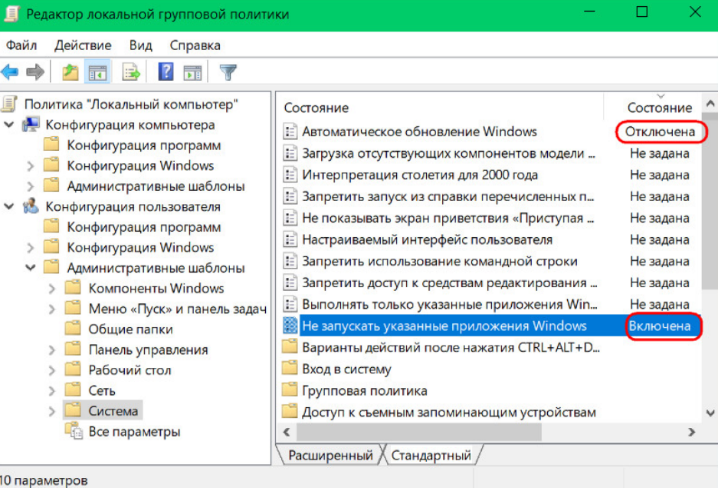 Редактор локальной групповой политики
Файл Действие Вид Справка
Политика "Локальный компьютер"
Конфигурация компьютера
Конфигурация программ
Конфигурация Windows
Административные шаблоны
Конфигурация пользователя
Конфигурация программ
Конфигурация Windows
Административные шаблоны
Компоненты Windows
Меню «Пуск» и панель задач
Общие папки
Панель управления
Рабочий стол
Сеть
Система
Все параметры
Состояние Состояние
Автоматическое обновление Windows Отключена
Загрузка отсутствующих компонентов модели ... Не задана
Интерпретация столетия для 2000 года Не задана
Запретить запуск из справки перечисленных п... Не задана
Не показывать экран приветствия «Приступая ... Не задана
Настраиваемый интерфейс пользователя Не задана
Запретить использование командной строки Не задана
Запретить доступ к средствам редактирования ... Не задана
Выполнять только указанные приложения Win... Не задана
Не запускать указанные приложения Windows Включена
Варианты действий после нажатия CTRL+ALT+D...
Вход в систему
Групповая политика
Доступ к съемным запоминающим устройствам
Расширенный Стандартный
10 параметров